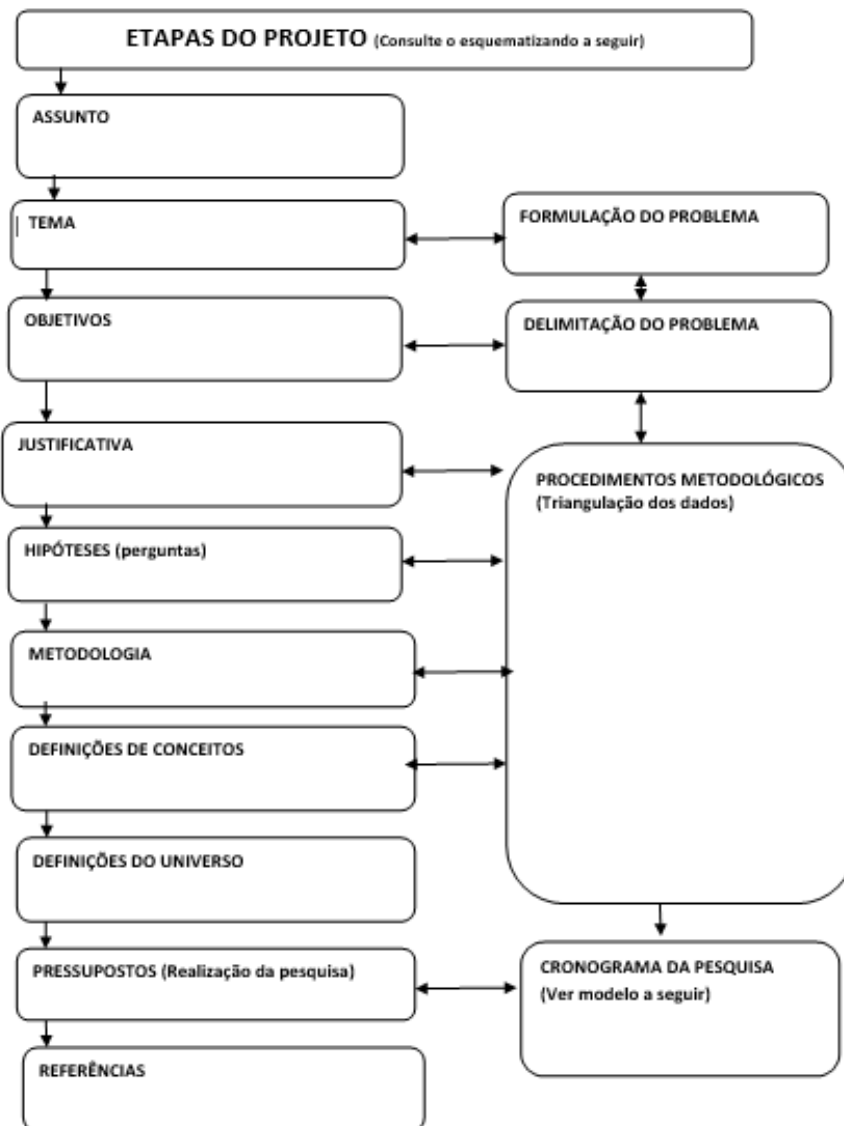 ETAPAS DO PROJETO (Consulte o esquematizando a seguir)
ASSUNTO
TEMA
FORMULAÇÃO DO PROBLEMA
OBJETIVOS
DELIMITAÇÃO DO PROBLEMA
JUSTIFICATIVA
PROCEDIMENTOS METODOLÓGICOS
(Triangulação dos dados)
HIPÓTESES (perguntas)
METODOLOGIA
DEFINIÇÕES DE CONCEITOS
DEFINIÇÕES DO UNIVERSO
PRESSUPOSTOS (Realização da pesquisa)
CRONOGRAMA DA PESQUISA
(Ver modelo a seguir)
REFERÊNCIAS